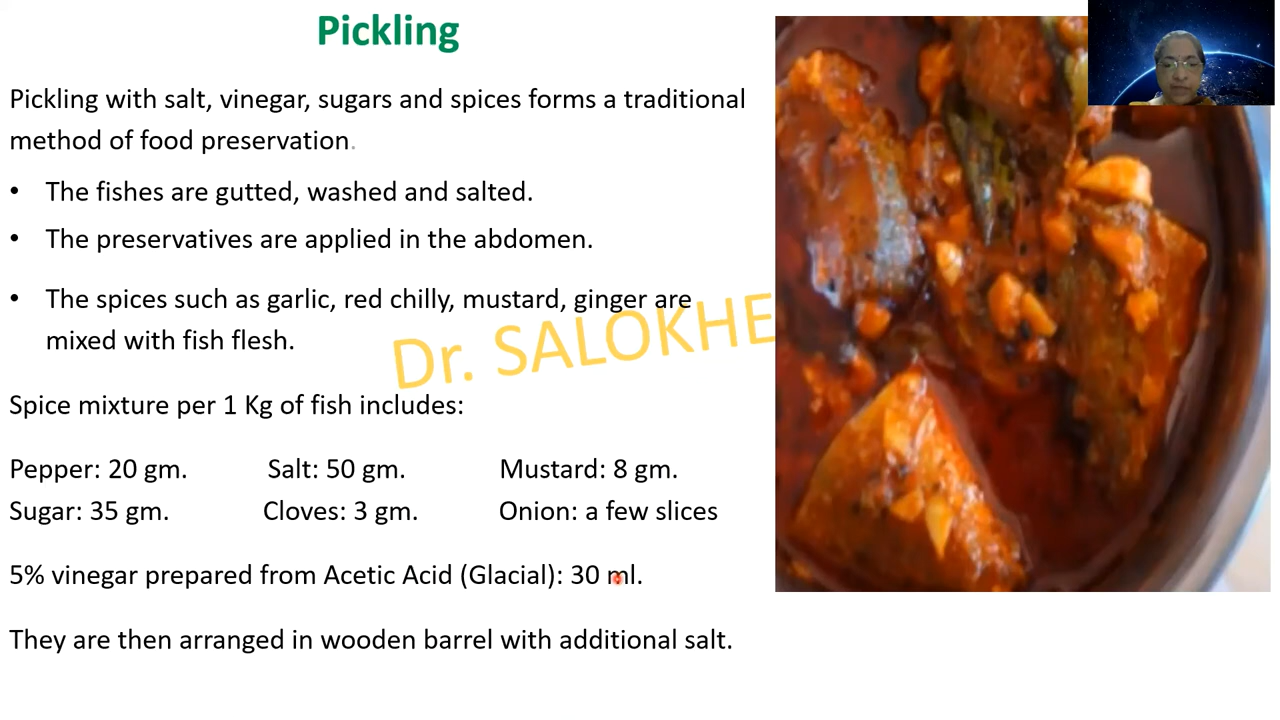 Pickling
Pickling with salt, vinegar, sugars and spices forms a traditional
method of food preservation.
• The fishes are gutted, washed and salted.
• The preservatives are applied in the abdomen.
• The spices such as garlic, red chilly, mustard, ginger are
mixed with fish flesh.
Dr. SALOKHE
Spice mixture per 1 Kg of fish includes:
Pepper: 20 gm. Salt: 50 gm. Mustard: 8 gm.
Sugar: 35 gm. Cloves: 3 gm. Onion: a few slices
5% vinegar prepared from Acetic Acid (Glacial): 30 ml.
They are then arranged in wooden barrel with additional salt.